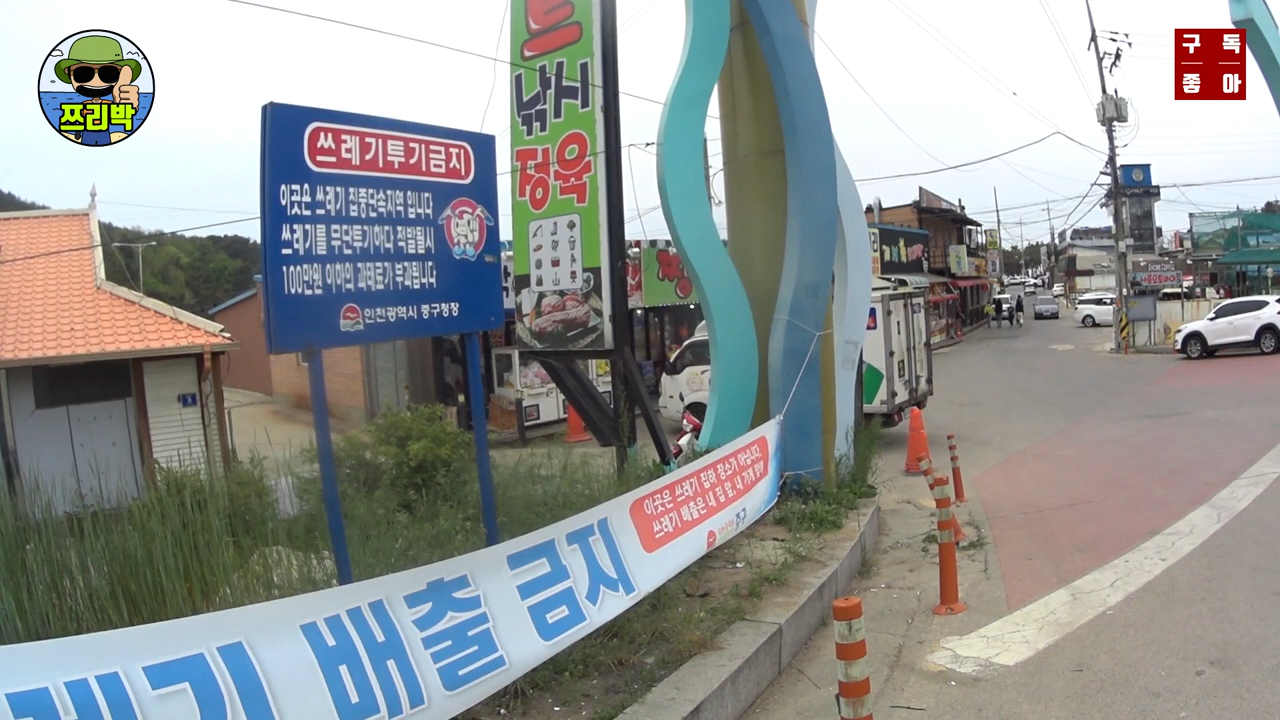 쯔리박
구독
좋아
쓰레기투기금지
이곳은 쓰레기 집중단속지역 입니다
쓰레기를 무단투기하다 적발될시
100만원 이하의 과태료가 부과됩니다
인천광역시 중구청장
트
낚시
정육
이곳은 쓰레기 집하 장소가 아닙니다.
쓰레기 배출은 내 집 앞, 내 가게 앞에!
중구
레기 배출 금지